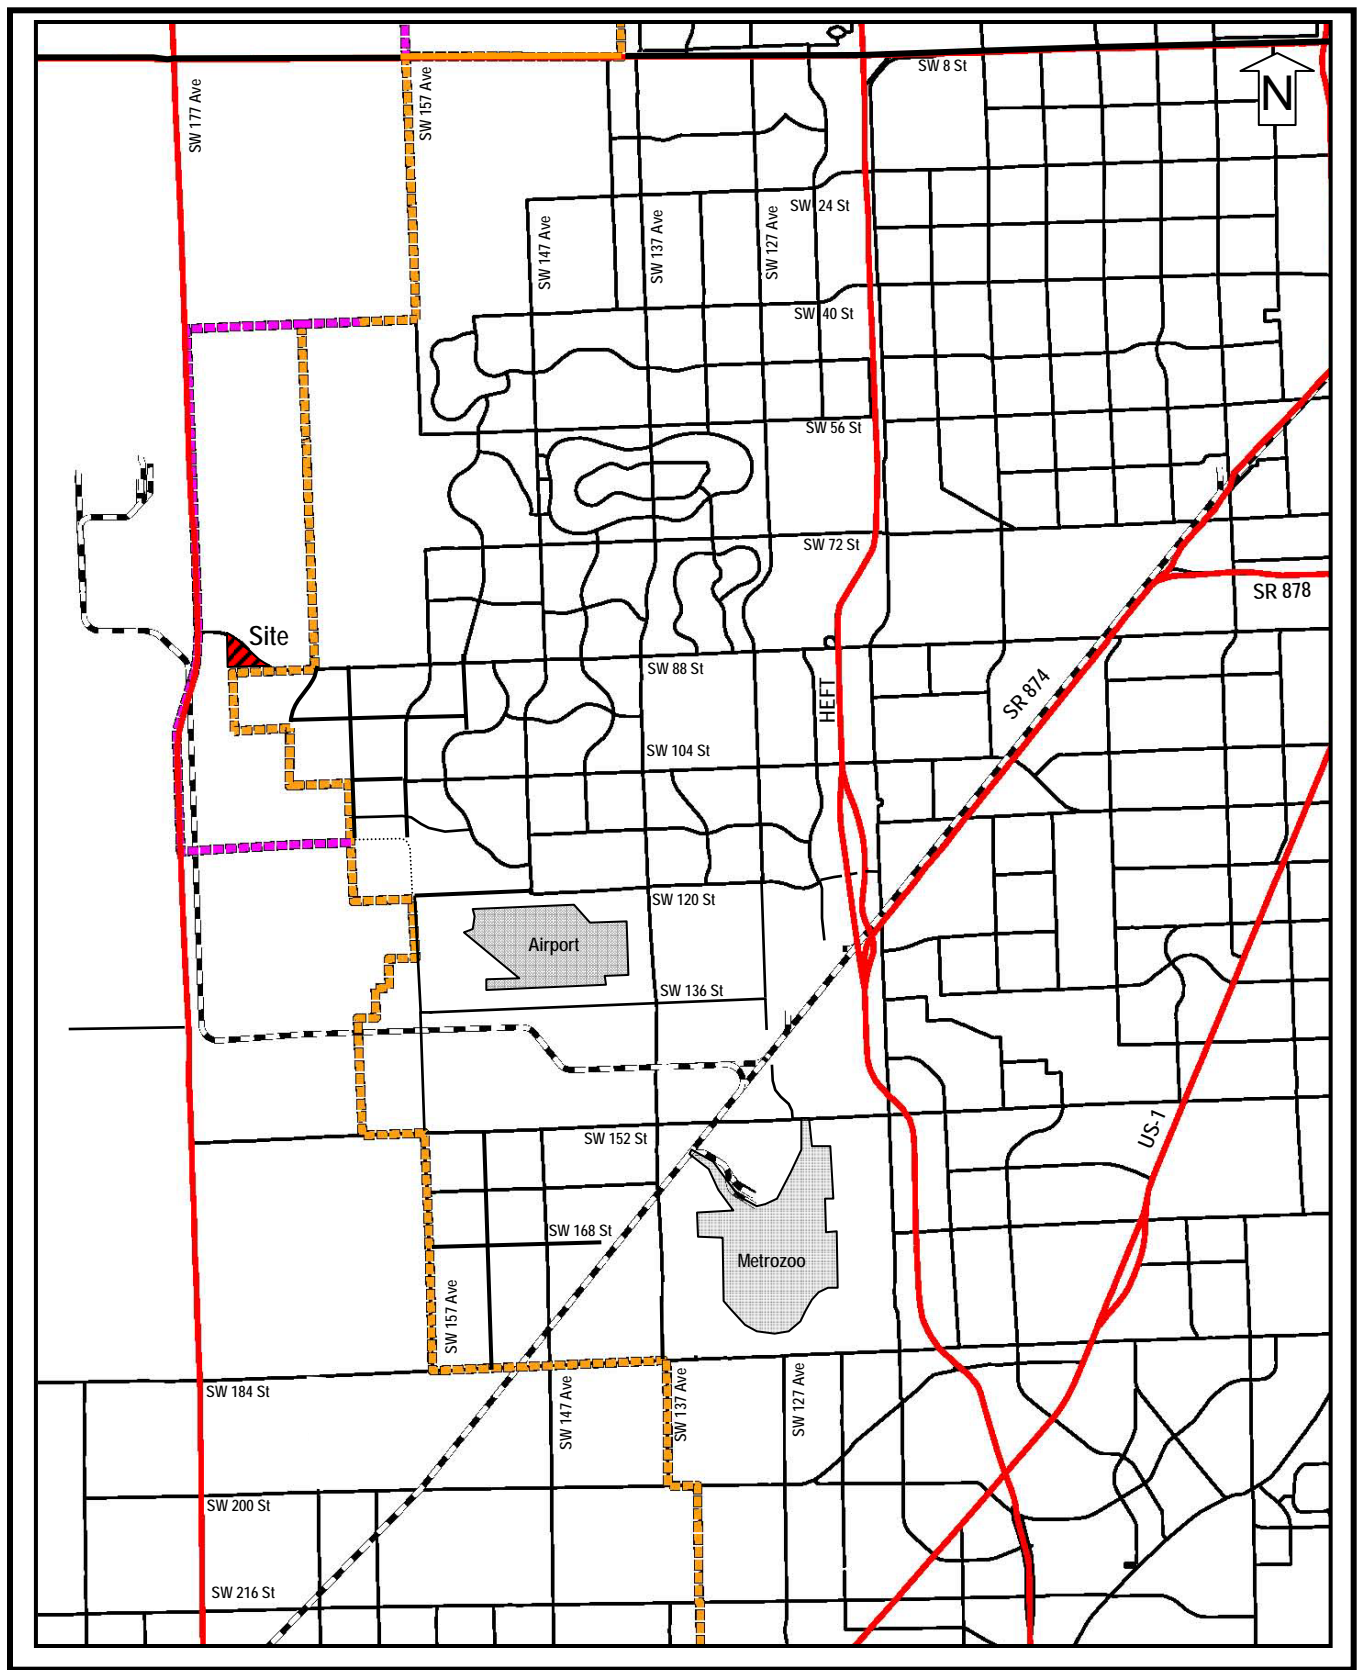 SW 8 St
N
SW 177 Ave
SW 157 Ave
SW 24 St
SW 147 Ave
SW 137 Ave
SW 127 Ave
SW 40 St
SW 56 St
SW 72 St
SR 878
Site
SW 88 St
HEFT
SR 874
SW 104 St
SW 120 St
Airport
SW 136 St
SW 152 St
US-1
SW 168 St
Metrozoo
SW 157 Ave
SW 184 St
SW 147 Ave
SW 137 Ave
SW 127 Ave
SW 200 St
SW 216 St